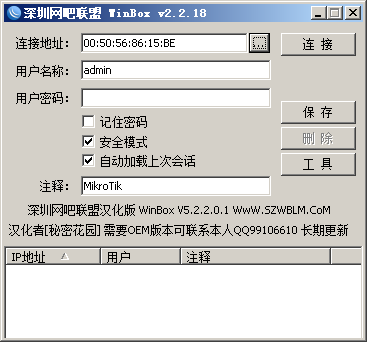 深圳网吧联盟 WinBox v2.2.18
连接地址： 00:50:56:86:15:BE ... 连 接
用户名称： admin
用户密码：
记住密码
保 存
安全模式
删 除
自动加载上次会话
工 具
注释： MikroTik
深圳网吧联盟汉化版 WinBox V5.2.2.0.1 WwW.SZWBLM.CoM
汉化者[秘密花园] 需要OEM版本可联系本人QQ99106610 长期更新
IP地址 用户 注释